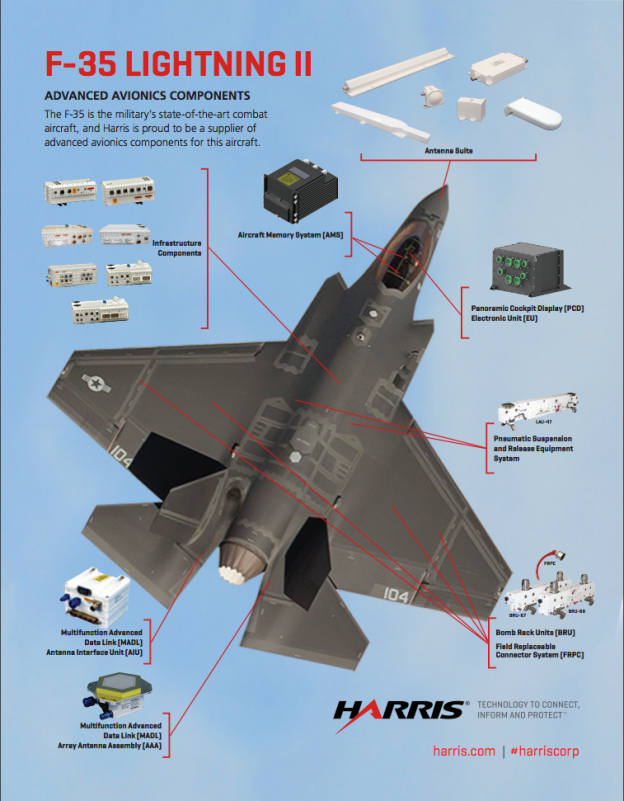 F-35 LIGHTNING II
ADVANCED AVIONICS COMPONENTS
The F-35 is the military's state-of-the-art combat
aircraft, and Harris is proud to be a supplier of
advanced avionics components for this aircraft.
Antenna Suite
Aircraft Memory System (AMS)
Infrastructure
Components
Panoramic Cockpit Display (PCD)
Electronic Unit (EU)
LAU-47
Pneumatic Suspension
and Release Equipment
System
104
104
FRPC
BRU-67
BRU-68
Bomb Rack Units (BRU)
Field Replaceable
Connector System (FRPC)
Multifunction Advanced
Data Link (MADL)
Antenna Interface Unit (AIU)
Multifunction Advanced
Data Link (MADL)
Array Antenna Assembly (AAA)
HARRIS®
TECHNOLOGY TO CONNECT,
INFORM AND PROTECT™
harris.com | #harriscorp